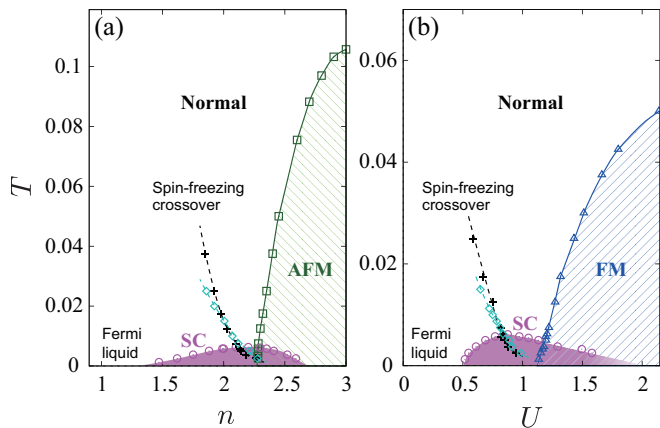 (a)
0.1
0.08
0.06
0.04
0.02
0
T
Normal
Spin-freezing
crossover
AFM
SC
Fermi
liquid
1
1.5
2
2.5
3
n
(b)
0.06
0.04
0.02
0
Normal
Spin-freezing
crossover
FM
SC
Fermi
liquid
0
0.5
1
1.5
2
U